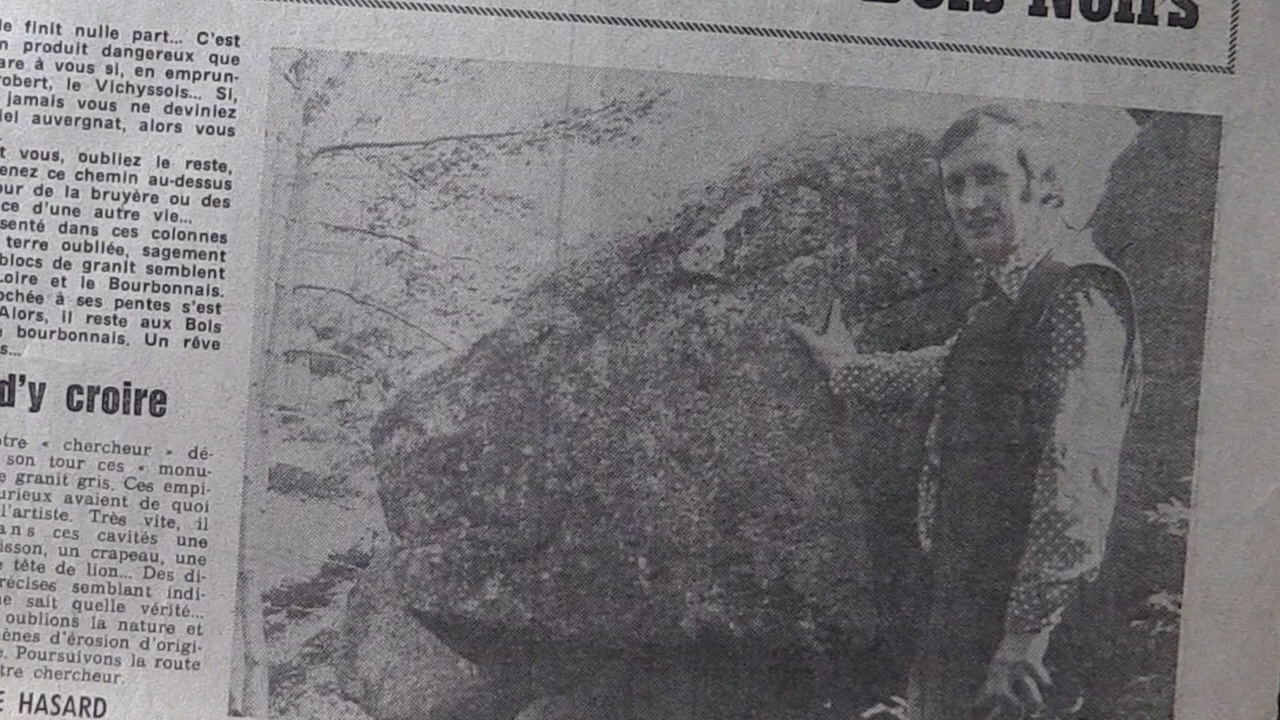 Bois Noirs
le finit nulle part... C'est
n produit dangereux que
are à vous si, en emprun-
robert, le Vichyssois... Si,
jamais vous ne deviniez
iel auvergnat, alors vous
t vous, oubliez le reste,
enez ce chemin au-dessus
our de la bruyère ou des
ce d'une autre vie...
senté dans ces colonnes
terre oubliée, sagement
blocs de granit semblent
Loire et le Bourbonnais.
ochée à ses pentes s'est
Alors, il reste aux Bois
e bourbonnais. Un rêve
s...
d'y croire
otre « chercheur » dé-
son tour ces « monu-
e granit gris. Ces empi-
urieux avaient de quoi
l'artiste. Très vite, il
ans ces cavités une
isson, un crapeau, une
e tête de lion... Des di-
récises semblant indi-
ne sait quelle vérité...
oublions la nature et
ènes d'érosion d'origi-
e. Poursuivons la route
tre chercheur.
E HASARD